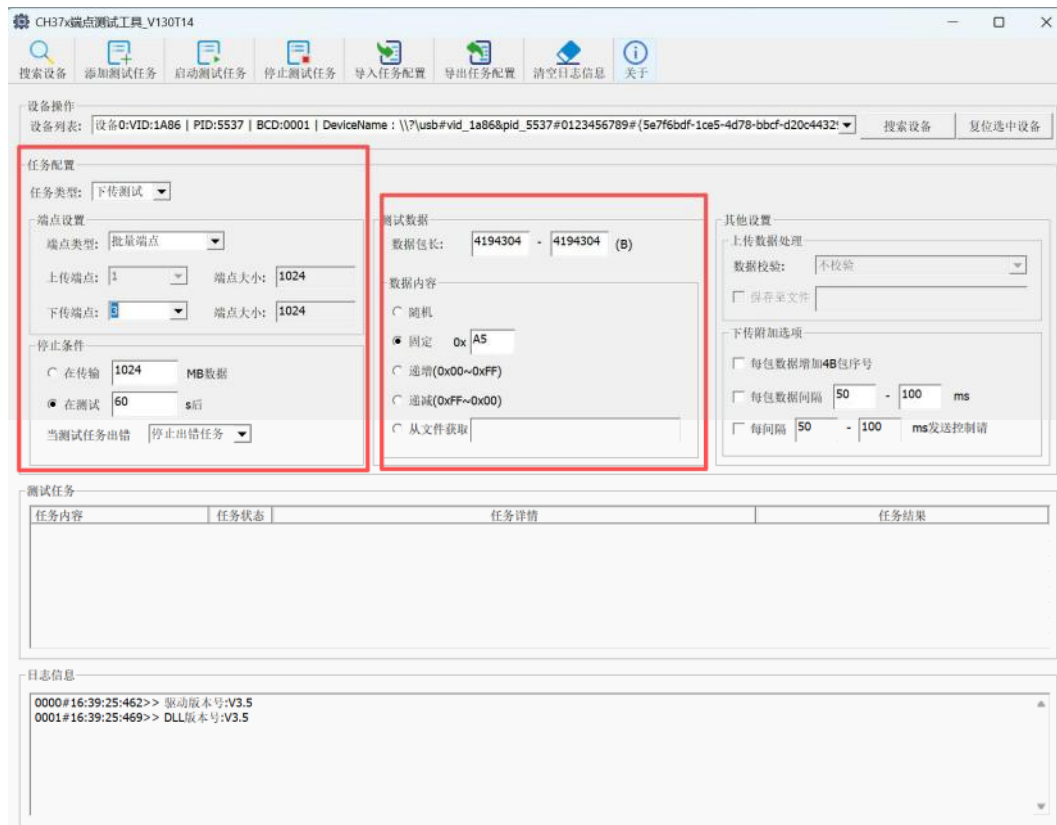 CH37x端点测试工具_V130T14
搜索设备 添加测试任务 启动测试任务 停止测试任务 导入任务配置 导出任务配置 清空日志信息 关于
设备操作
设备列表: 设备0:VID:1A86 | PID:5537 | BCD:0001 | DeviceName : \\?\usb#vid_1a86&pid_5537#0123456789#{5e7f6bdf-1ce5-4d78-bbcf-d20c4432 搜索设备 复位选中设备
任务配置
任务类型: 下传测试
端点设置
端点类型: 批量端点
上传端点: 1 端点大小: 1024
下传端点: 3 端点大小: 1024
停止条件
在传输 1024 MB数据
在测试 60 s后
当测试任务出错 停止出错任务
测试数据
数据包长: 4194304 - 4194304 (B)
数据内容
随机
固定 0x A5
递增(0x00~0xFF)
递减(0xFF~0x00)
从文件获取
其他设置
上传数据处理
数据校验: 不校验
保存至文件
下传附加选项
每包数据增加4B包序号
每包数据间隔 50 - 100 ms
每间隔 50 - 100 ms发送控制请
测试任务
任务内容 任务状态 任务详情 任务结果
日志信息
0000#16:39:25:462>> 驱动版本号:V3.5
0001#16:39:25:469>> DLL版本号:V3.5